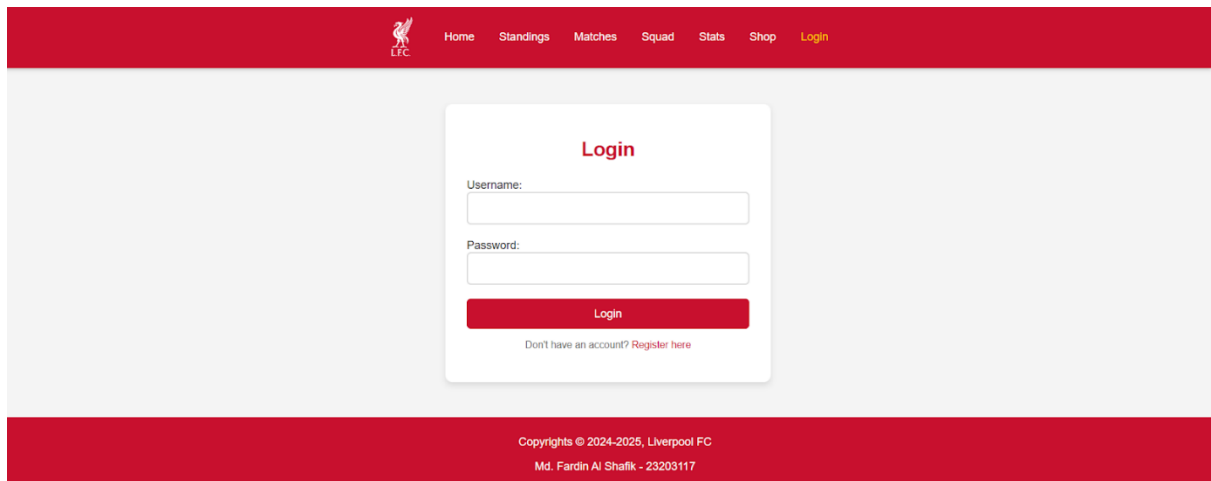 L.F.C.
Home Standings Matches Squad Stats Shop Login
Login
Username:
Password:
Login
Don't have an account? Register here
Copyrights © 2024-2025, Liverpool FC
Md. Fardin Al Shafik - 23203117